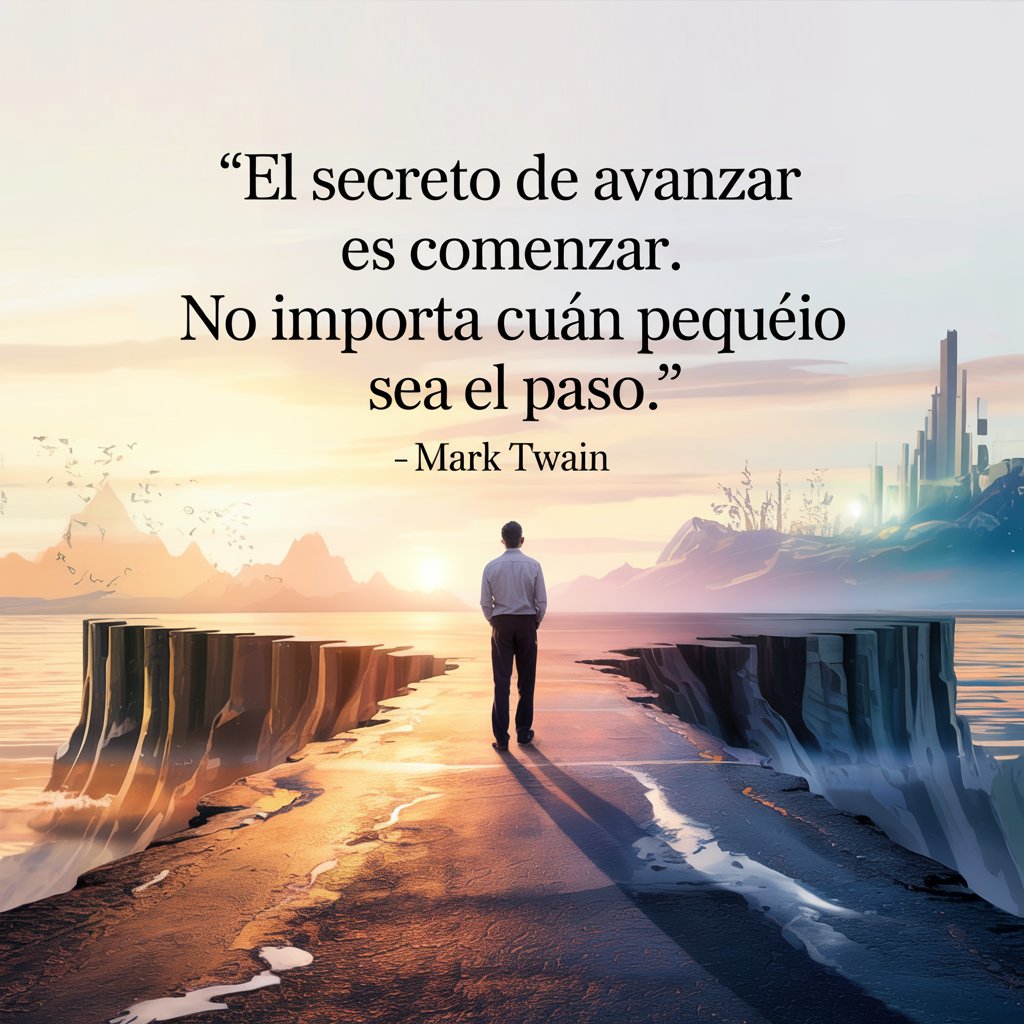 “El secreto de avanzar
es comenzar.
No importa cuán pequéio
sea el paso.”
– Mark Twain